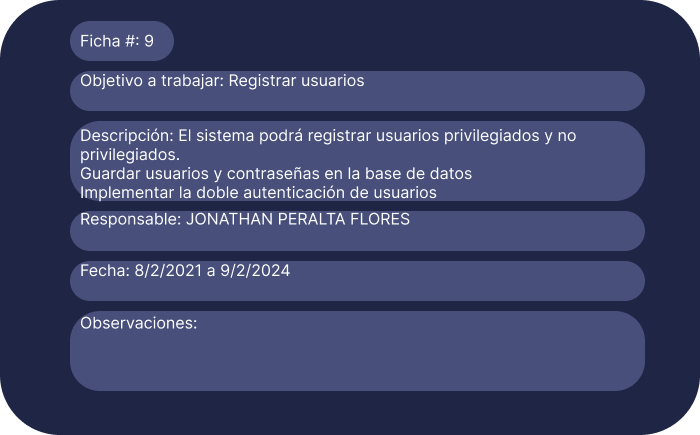 Ficha #: 9
Objetivo a trabajar: Registrar usuarios
Descripción: El sistema podrá registrar usuarios privilegiados y no
privilegiados.
Guardar usuarios y contraseñas en la base de datos
Implementar la doble autenticación de usuarios
Responsable: JONATHAN PERALTA FLORES
Fecha: 8/2/2021 a 9/2/2024
Observaciones: